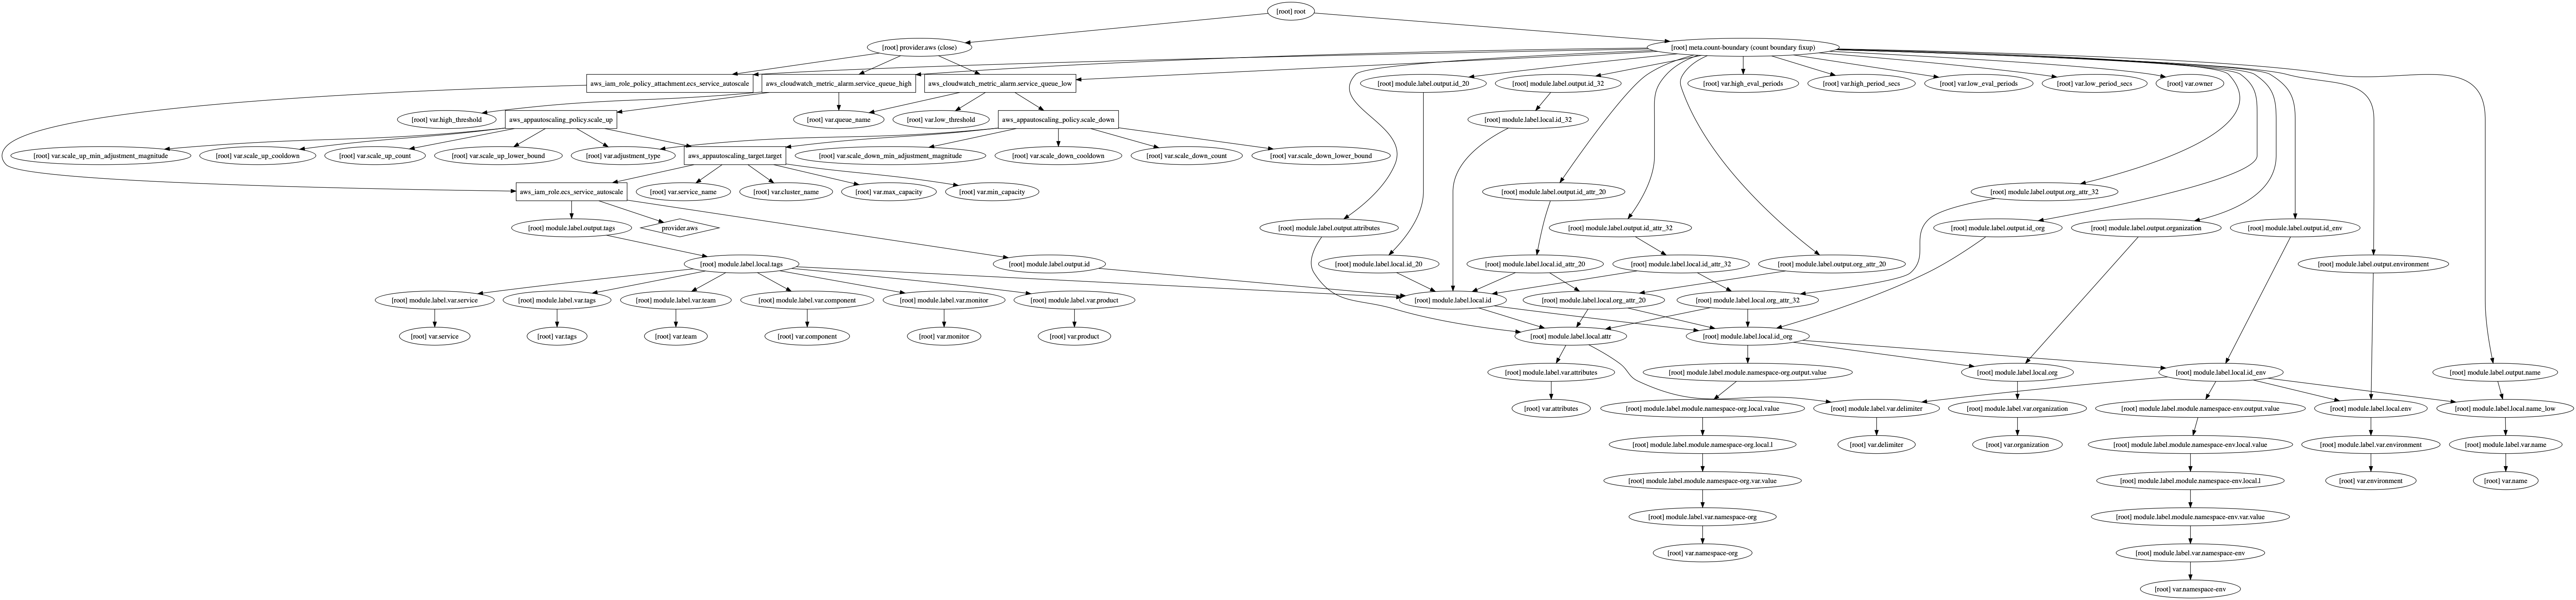 [root] root
[root] provider.aws (close)
[root] meta.count-boundary (count boundary fixup)
aws_iam_role_policy_attachment.ecs_service_autoscale
aws_cloudwatch_metric_alarm.service_queue_high
aws_cloudwatch_metric_alarm.service_queue_low
[root] module.label.output.id_20
[root] module.label.output.id_32
[root] var.high_eval_periods
[root] var.high_period_secs
[root] var.low_eval_periods
[root] var.low_period_secs
[root] var.owner
[root] var.high_threshold
aws_appautoscaling_policy.scale_up
[root] var.queue_name
[root] var.low_threshold
aws_appautoscaling_policy.scale_down
[root] module.label.local.id_32
[root] var.scale_up_min_adjustment_magnitude
[root] var.scale_up_cooldown
[root] var.scale_up_count
[root] var.scale_up_lower_bound
[root] var.adjustment_type
aws_appautoscaling_target.target
[root] var.scale_down_min_adjustment_magnitude
[root] var.scale_down_cooldown
[root] var.scale_down_count
[root] var.scale_down_lower_bound
aws_iam_role.ecs_service_autoscale
[root] var.service_name
[root] var.cluster_name
[root] var.max_capacity
[root] var.min_capacity
[root] module.label.output.id_attr_20
[root] module.label.output.org_attr_32
[root] module.label.output.tags
provider.aws
[root] module.label.output.attributes
[root] module.label.output.id_attr_32
[root] module.label.output.id_org
[root] module.label.output.organization
[root] module.label.output.id_env
[root] module.label.local.tags
[root] module.label.output.id
[root] module.label.local.id_20
[root] module.label.local.id_attr_20
[root] module.label.local.id_attr_32
[root] module.label.output.org_attr_20
[root] module.label.output.environment
[root] module.label.var.service
[root] module.label.var.tags
[root] module.label.var.team
[root] module.label.var.component
[root] module.label.var.monitor
[root] module.label.var.product
[root] module.label.local.id
[root] module.label.local.org_attr_20
[root] module.label.local.org_attr_32
[root] var.service
[root] var.tags
[root] var.team
[root] var.component
[root] var.monitor
[root] var.product
[root] module.label.local.attr
[root] module.label.local.id_org
[root] module.label.var.attributes
[root] module.label.module.namespace-org.output.value
[root] module.label.local.org
[root] module.label.local.id_env
[root] module.label.output.name
[root] var.attributes
[root] module.label.module.namespace-org.local.value
[root] module.label.var.delimiter
[root] module.label.var.organization
[root] module.label.module.namespace-env.output.value
[root] module.label.local.env
[root] module.label.local.name_low
[root] module.label.module.namespace-org.local.l
[root] var.delimiter
[root] var.organization
[root] module.label.module.namespace-env.local.value
[root] module.label.var.environment
[root] module.label.var.name
[root] module.label.module.namespace-org.var.value
[root] module.label.module.namespace-env.local.l
[root] var.environment
[root] var.name
[root] module.label.var.namespace-org
[root] module.label.module.namespace-env.var.value
[root] var.namespace-org
[root] module.label.var.namespace-env
[root] var.namespace-env